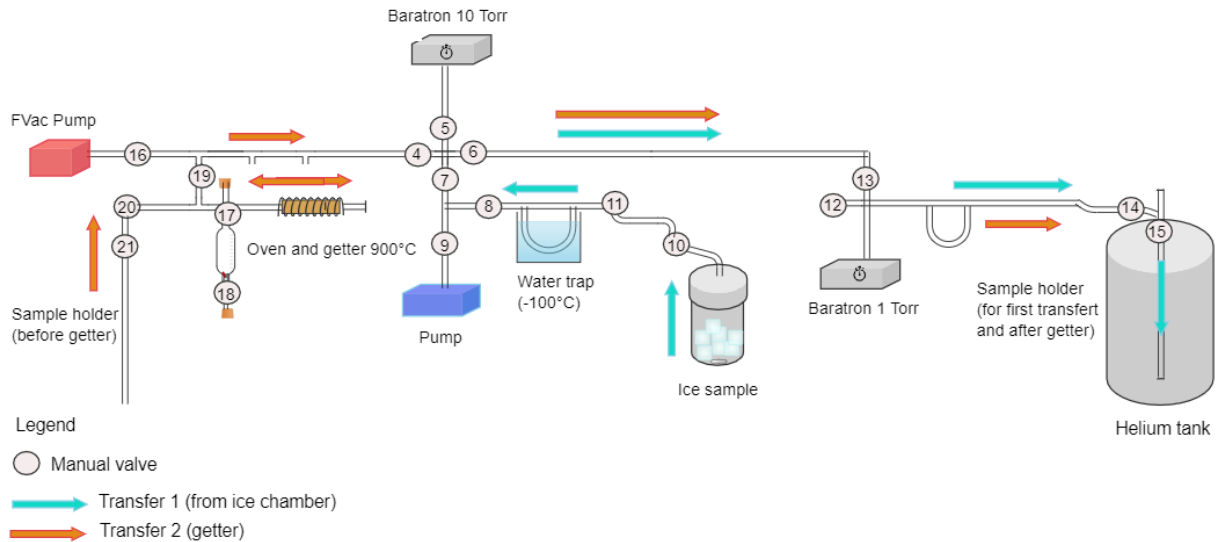 Baratron 10 Torr
FVac Pump
16
4
5
6
7
19
13
20
17
8
11
12
14
15
21
9
10
18
Oven and getter 900°C
Water trap
(-100°C)
Sample holder
(before getter)
Pump
Baratron 1 Torr
Sample holder
(for first transfert
and after getter)
Ice sample
Helium tank
Legend
Manual valve
Transfer 1 (from ice chamber)
Transfer 2 (getter)